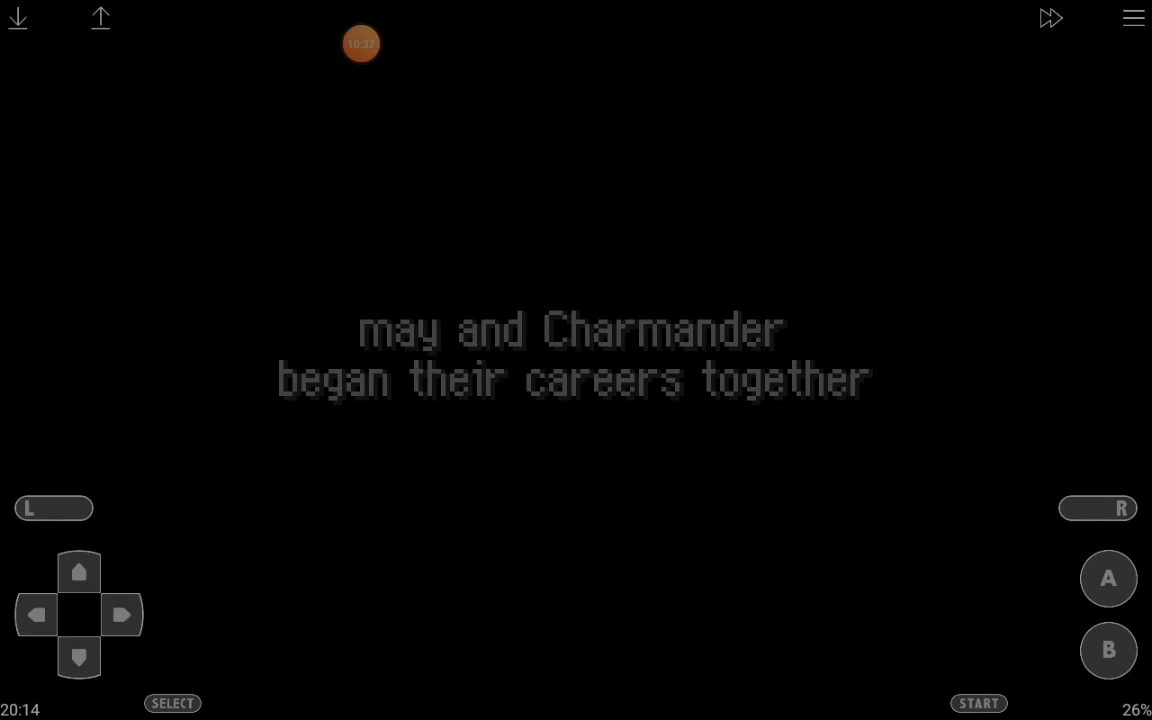 10:32
may and Charmander
began their careers together
L
R
A
B
SELECT
START
20:14
26%